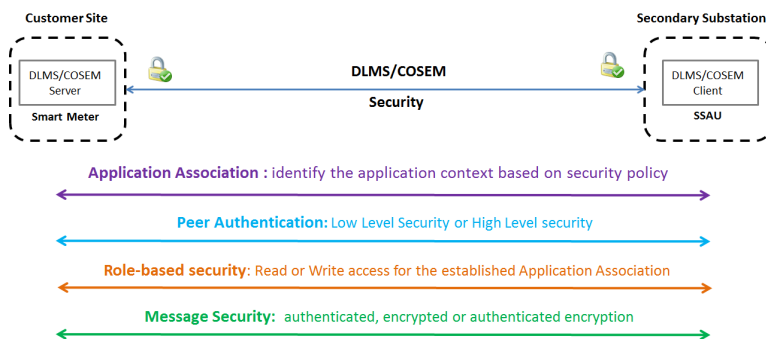 Customer Site
Secondary Substation
DLMS/COSEM
Server
Smart Meter
DLMS/COSEM
Security
DLMS/COSEM
Client
SSAU
Application Association : identify the application context based on security policy
Peer Authentication: Low Level Security or High Level security
Role-based security: Read or Write access for the established Application Association
Message Security: authenticated, encrypted or authenticated encryption